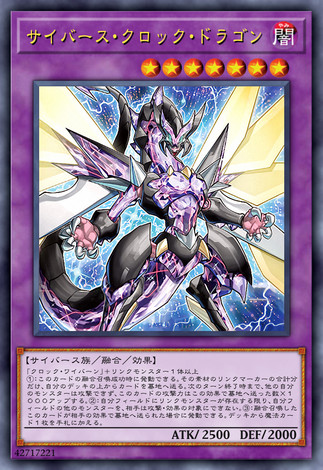 サイバース・クロック・ドラゴン
闇
【サイバース族／融合／効果】
「クロック・ワイバーン」＋リンクモンスター１体以上
①：このカードの融合召喚成功時に発動できる。その素材のリンクマーカーの合計分
だけ、自分のデッキの上からカードを墓地へ送る。次のターン終了時まで、他の自分
のモンスターは攻撃できず、このカードの攻撃力はこの効果で墓地へ送った数×１
０００アップする。②：自分フィールドにリンクモンスターが存在する限り、自分フィ
ールドの他のモンスターを、相手は攻撃・効果の対象にできない。③：融合召喚した
このカードが相手の効果で墓地へ送られた場合に発動できる。デッキから魔法カー
ド１枚を手札に加える。
ATK/2500 DEF/2000
42717221